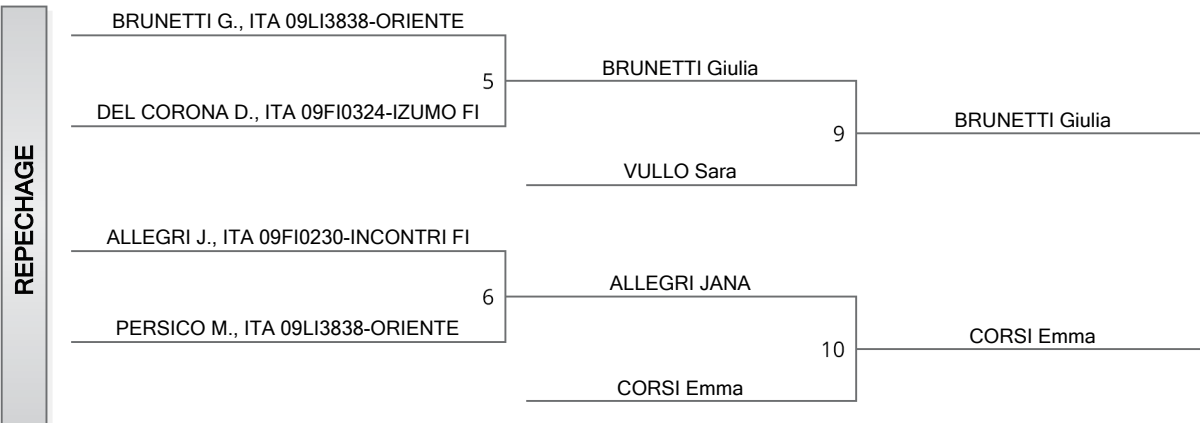 REPECHAGE
BRUNETTI G., ITA 09LI3838-ORIENTE
5
DEL CORONA D., ITA 09FI0324-IZUMO FI
BRUNETTI Giulia
9
VULLO Sara
BRUNETTI Giulia
ALLEGRI J., ITA 09FI0230-INCONTRI FI
6
PERSICO M., ITA 09LI3838-ORIENTE
ALLEGRI JANA
10
CORSI Emma
CORSI Emma